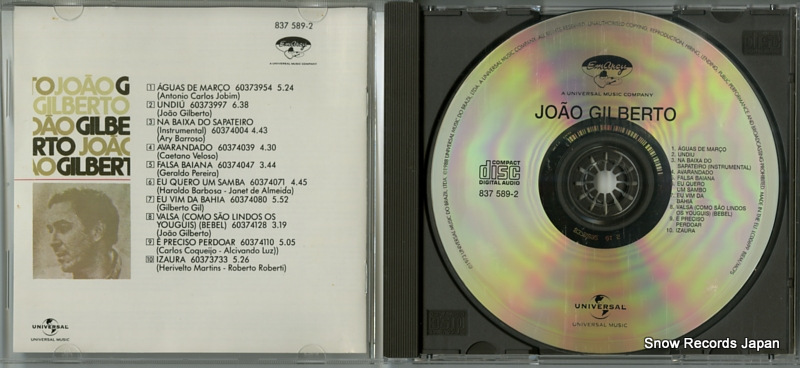 837 589-2
EmArcy
A UNIVERSAL MUSIC COMPANY
TO JOÃO G
GILBERTO
OÃO GILBE
RTO JOÃO
ÃO GILBERT
1 ÁGUAS DE MARÇO 60373954 5.24
(Antonio Carlos Jobim)
2 UNDIÚ 60373997 6.38
(João Gilberto)
3 NA BAIXA DO SAPATEIRO
(Instrumental) 60374004 4.43
(Ary Barroso)
4 AVARANDADO 60374039 4.30
(Caetano Veloso)
5 FALSA BAIANA 60374047 3.44
(Geraldo Pereira)
6 EU QUERO UM SAMBA 60374071 4.45
(Haroldo Barbosa - Janet de Almeida)
7 EU VIM DA BAHIA 60374080 5.52
(Gilberto Gil)
8 VALSA (COMO SÃO LINDOS OS
YOUGUIS) (BEBEL) 60374128 3.19
(João Gilberto)
9 É PRECISO PERDOAR 60374110 5.05
(Carlos Coqueijo - Alcivando Luz))
10 IZAURA 60373733 5.26
(Herivelto Martins - Roberto Roberti)
UNIVERSAL
UNIVERSAL MUSIC
EmArcy
A UNIVERSAL MUSIC COMPANY
JOÃO GILBERTO
COMPACT
disc
DIGITAL AUDIO
837 589-2
1. ÁGUAS DE MARÇO
2. UNDIU
3. NA BAIXA DO
SAPATEIRO (INSTRUMENTAL)
4. AVARANDADO
5. FALSA BAIANA
6. EU QUERO
UM SAMBA
7. EU VIM DA
BAHIA
8. VALSA (COMO SÃO LINDOS
OS YOUGUIS) (BEBEL)
9. É PRECISO
PERDOAR
10. IZAURA
UNIVERSAL
UNIVERSAL MUSIC
Snow Records Japan